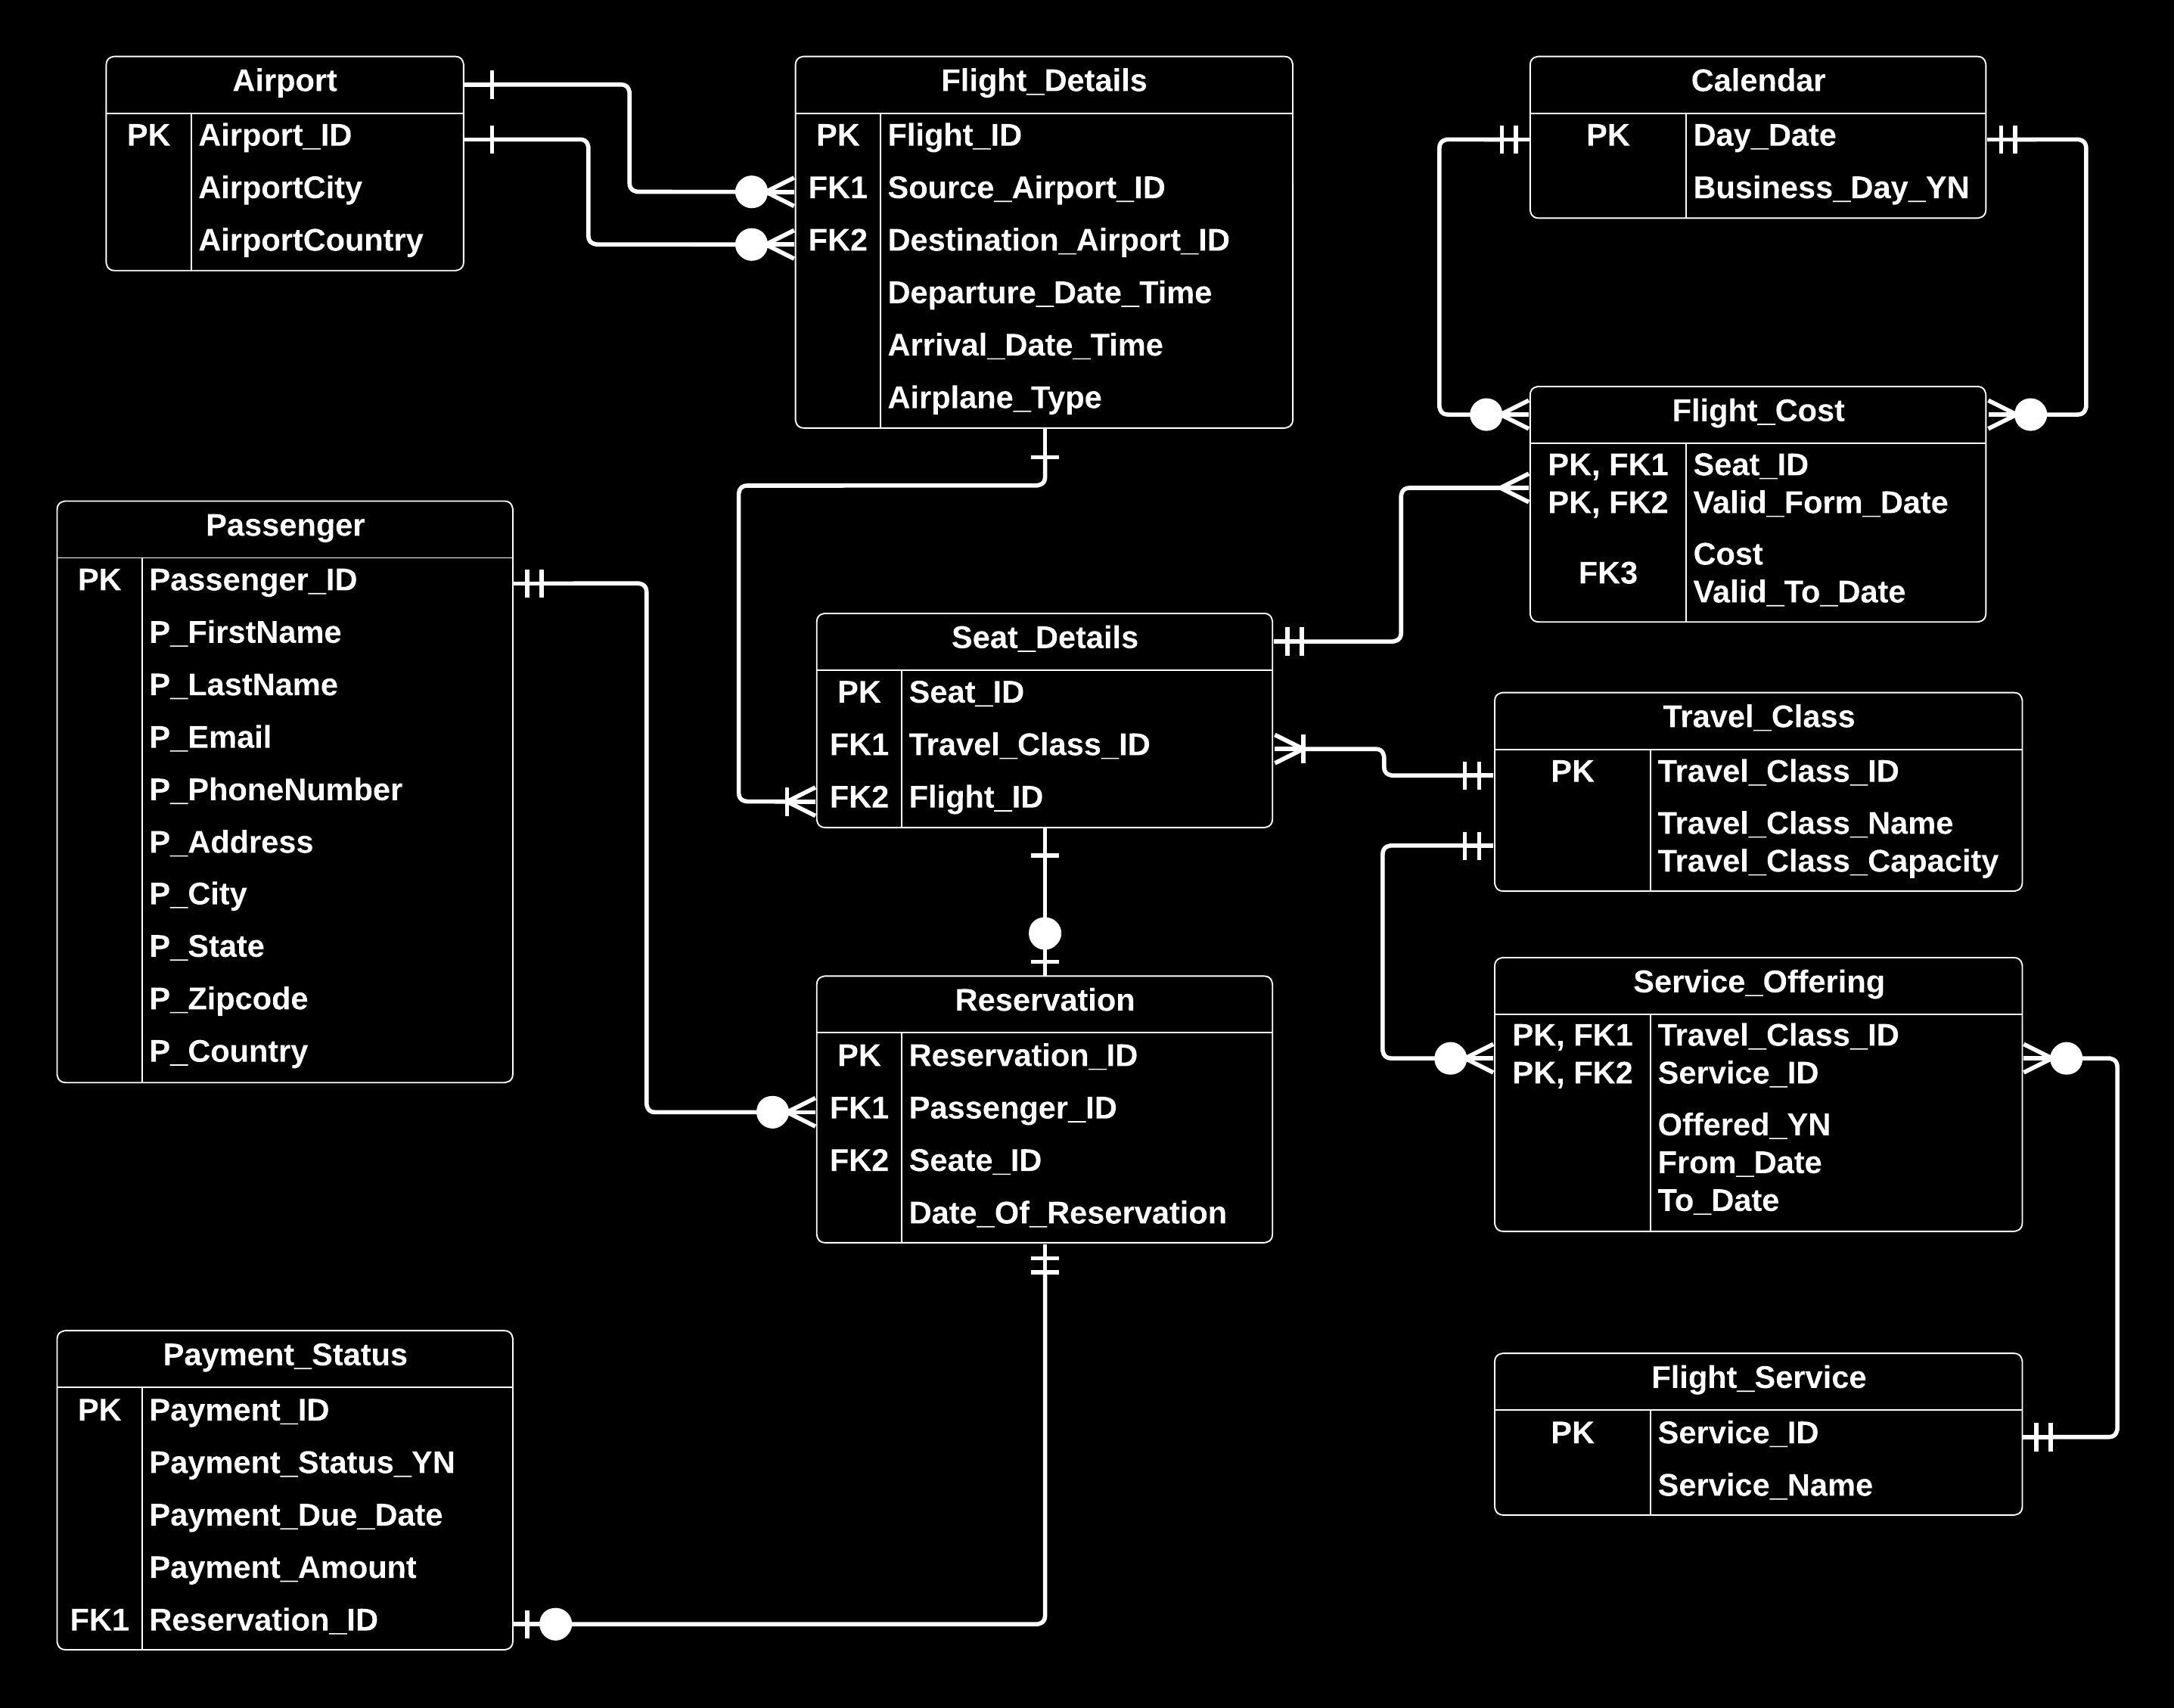 Airport
PK Airport_ID
AirportCity
AirportCountry
Flight_Details
PK Flight_ID
FK1 Source_Airport_ID
FK2 Destination_Airport_ID
Departure_Date_Time
Arrival_Date_Time
Airplane_Type
Calendar
PK Day_Date
Business_Day_YN
Flight_Cost
PK, FK1 Seat_ID
PK, FK2 Valid_Form_Date
Cost
FK3
Valid_To_Date
Passenger
PK Passenger_ID
P_FirstName
P_LastName
P_Email
P_PhoneNumber
P_Address
P_City
P_State
P_Zipcode
P_Country
Seat_Details
PK Seat_ID
FK1 Travel_Class_ID
FK2 Flight_ID
Travel_Class
PK Travel_Class_ID
Travel_Class_Name
Travel_Class_Capacity
Reservation
PK Reservation_ID
FK1 Passenger_ID
FK2 Seate_ID
Date_Of_Reservation
Service_Offering
PK, FK1 Travel_Class_ID
PK, FK2 Service_ID
Offered_YN
From_Date
To_Date
Payment_Status
PK Payment_ID
Payment_Status_YN
Payment_Due_Date
Payment_Amount
FK1 Reservation_ID
Flight_Service
PK Service_ID
Service_Name